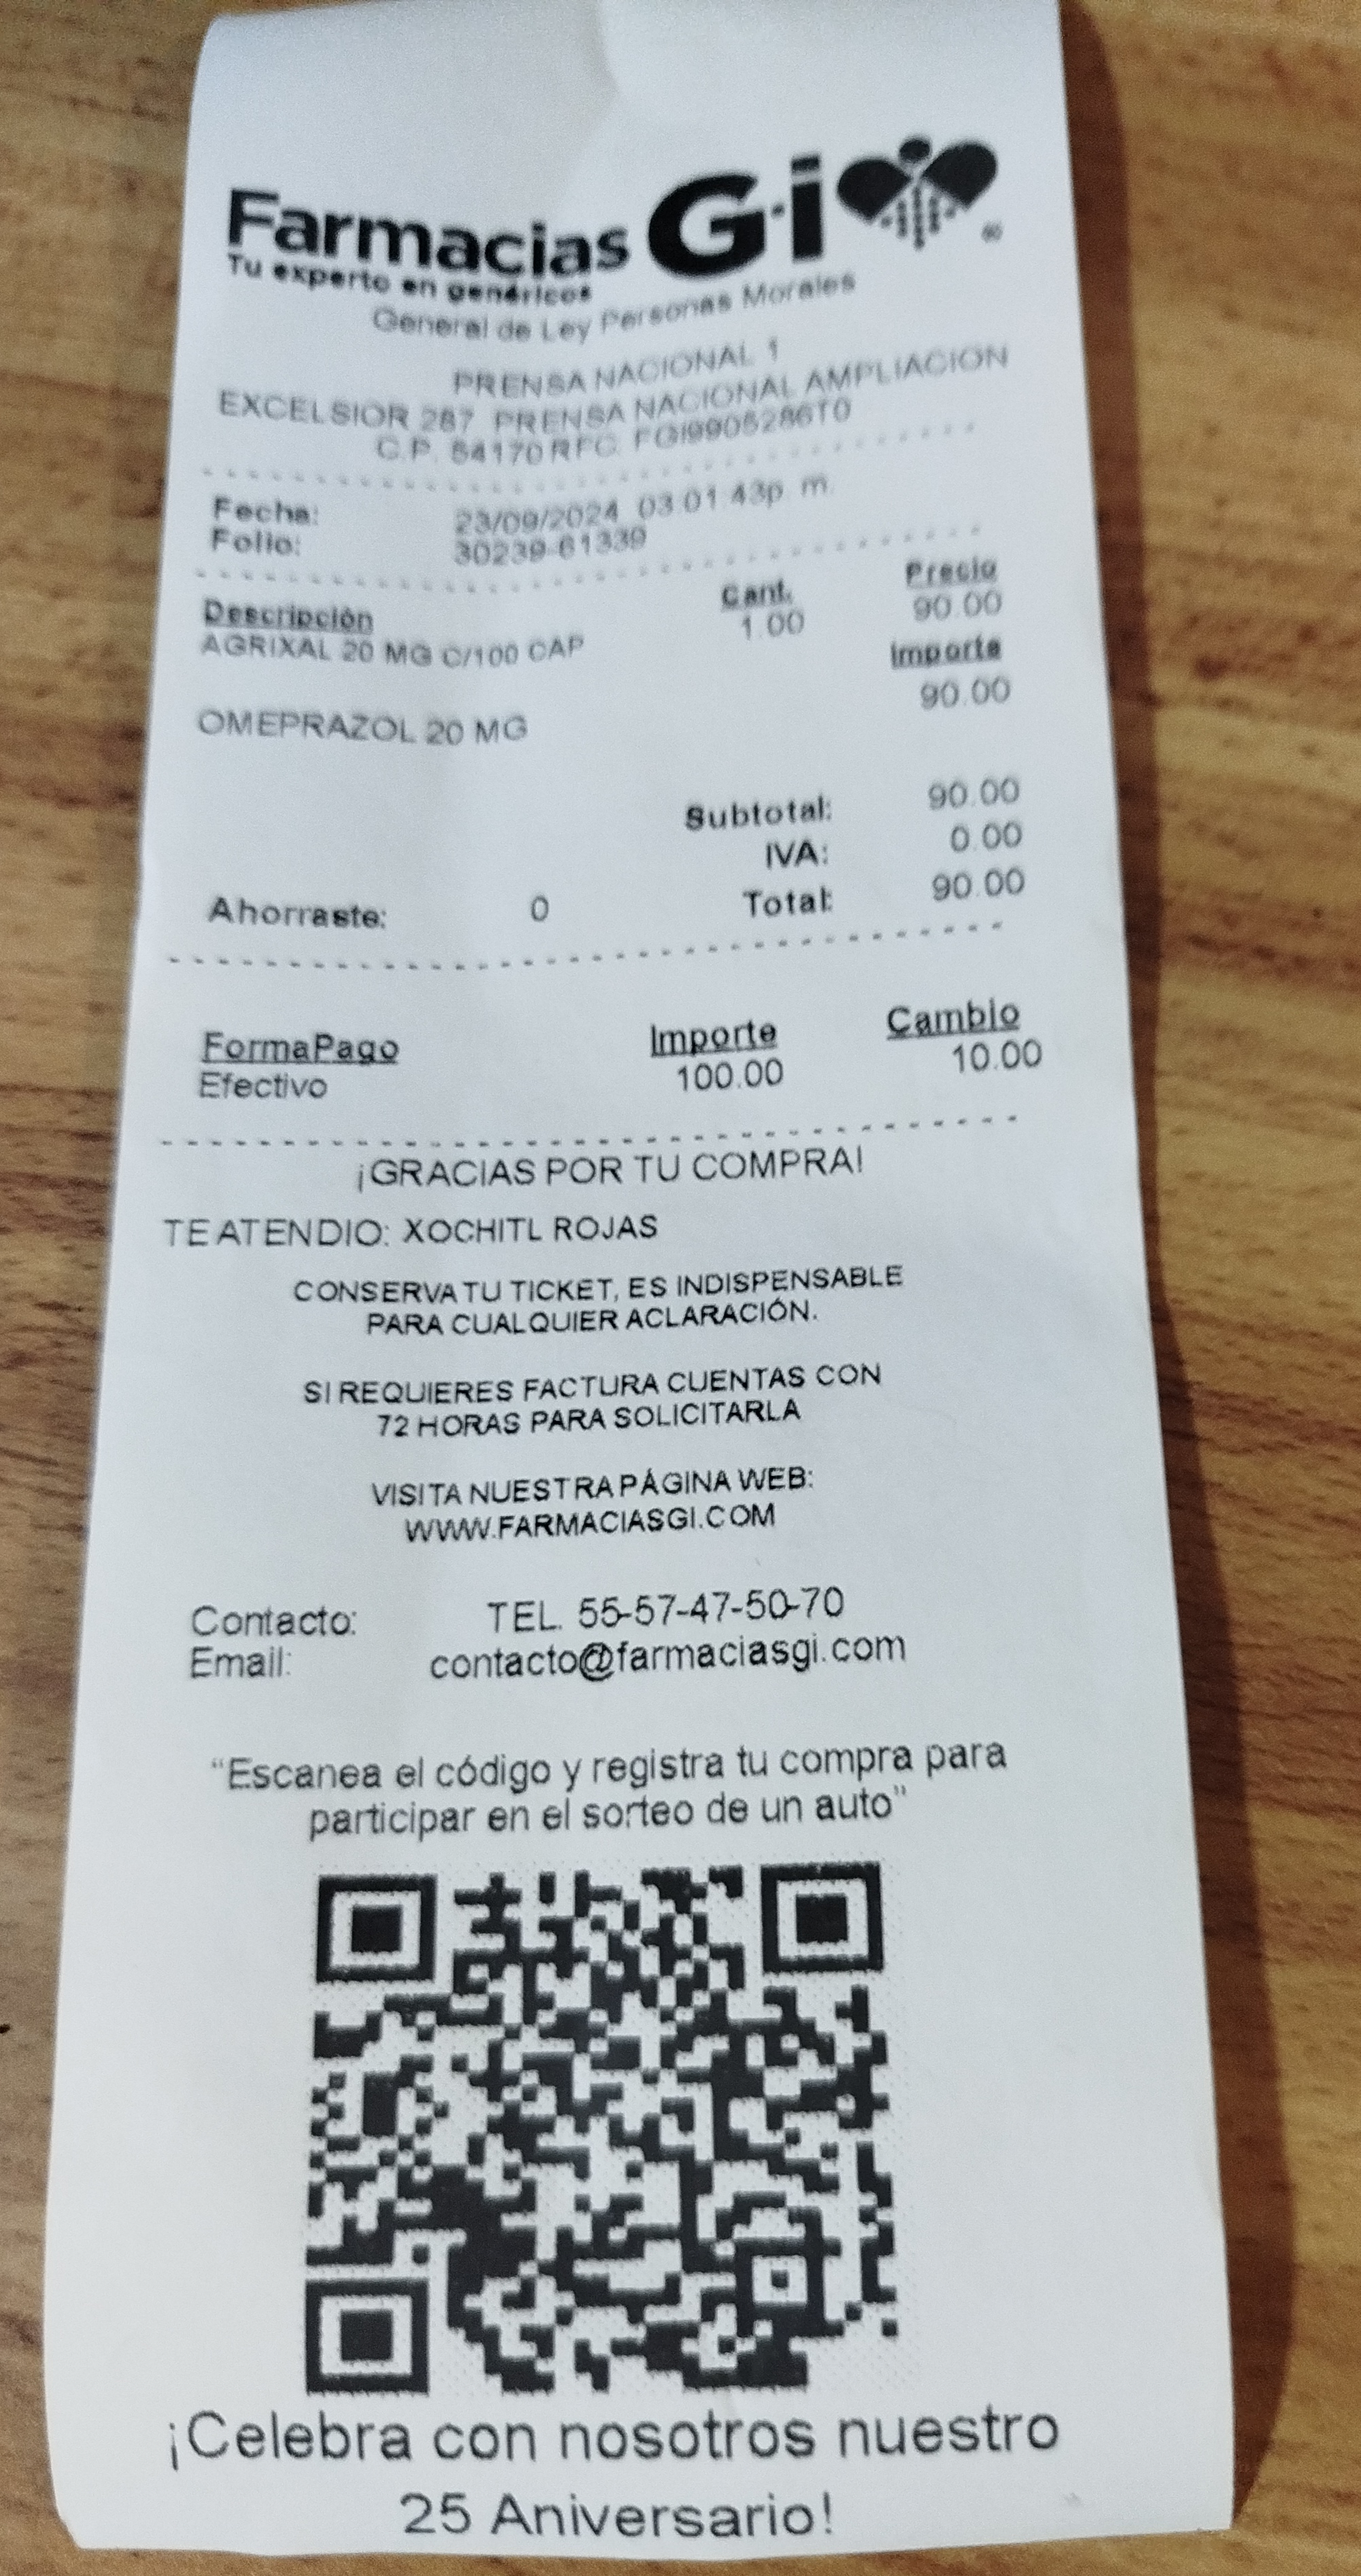 Farmacias G·i
Tu experto en genéricos
General de Ley Personas Morales
PRENSA NACIONAL 1
EXCELSIOR 287 PRENSA NACIONAL AMPLIACION
C.P. 54170 RFC. FGI9905286T0
Fecha: 23/09/2024 03:01:43p. m.
Folio: 30239-61339
Descripción Cant. Precio
AGRIXAL 20 MG C/100 CAP 1.00 90.00
Importe
OMEPRAZOL 20 MG 90.00
Subtotal: 90.00
IVA: 0.00
Ahorraste: 0 Total: 90.00
FormaPago Importe Cambio
Efectivo 100.00 10.00
¡GRACIAS POR TU COMPRA!
TE ATENDIO: XOCHITL ROJAS
CONSERVA TU TICKET, ES INDISPENSABLE
PARA CUALQUIER ACLARACIÓN.
SI REQUIERES FACTURA CUENTAS CON
72 HORAS PARA SOLICITARLA
VISITA NUESTRA PÁGINA WEB:
WWW.FARMACIASGI.COM
Contacto: TEL. 55-57-47-50-70
Email: contacto@farmaciasgi.com
“Escanea el código y registra tu compra para
participar en el sorteo de un auto”
¡Celebra con nosotros nuestro
25 Aniversario!